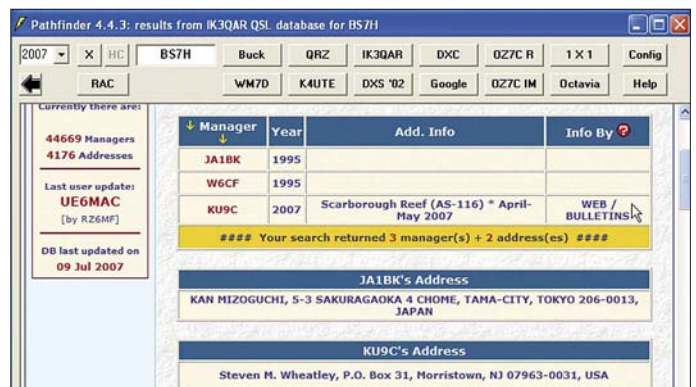 Pathfinder 4.4.3: results from IK3QAR QSL database for BS7H
2007 X HC BS7H Buck QRZ IK3QAR DXC OZ7C R 1 X 1 Config
RAC WM7D K4UTE DXS '02 Google OZ7C IM Octavia Help
Currently there are:
44669 Managers
4176 Addresses
Last user update:
UE6MAC
[by RZ6MF]
DB last updated on
09 Jul 2007
Manager Year Add. Info Info By ?
JA1BK 1995
W6CF 1995
KU9C 2007 Scarborough Reef (AS-116) * April-
May 2007
WEB /
BULLETINS
#### Your search returned 3 manager(s) + 2 address(es) ####
JA1BK's Address
KAN MIZOGUCHI, 5-3 SAKURAGAOKA 4 CHOME, TAMA-CITY, TOKYO 206-0013,
JAPAN
KU9C's Address
Steven M. Wheatley, P.O. Box 31, Morristown, NJ 07963-0031, USA